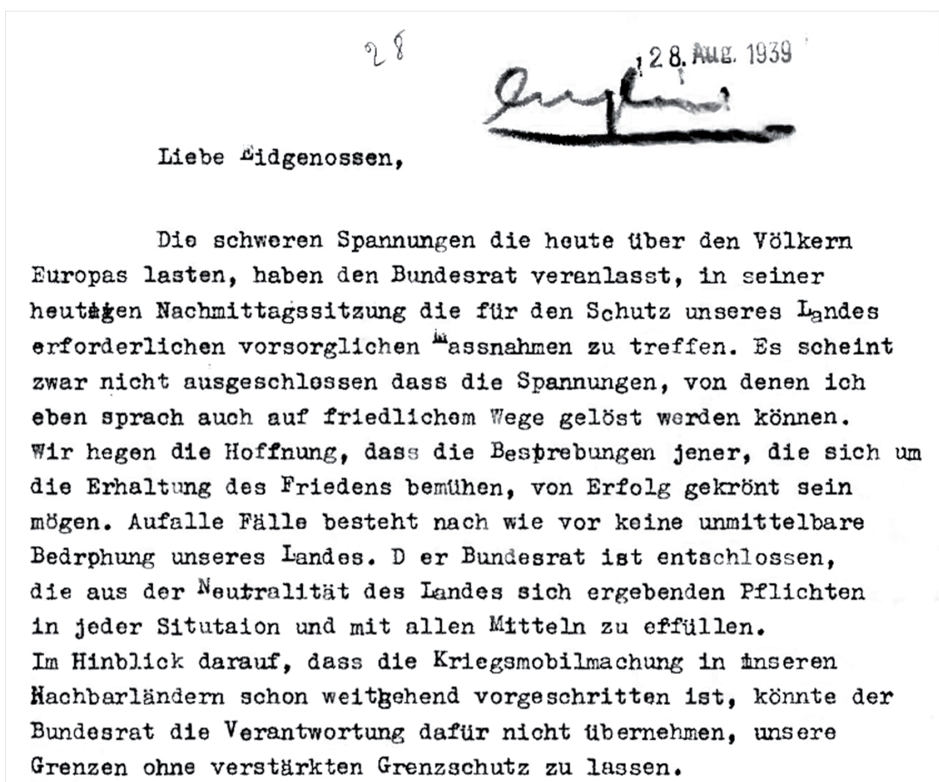 28
28. Aug. 1939
Liebe Eidgenossen,
Die schweren Spannungen die heute über den Völkern
Europas lasten, haben den Bundesrat veranlasst, in seiner
heutigen Nachmittagssitzung die für den Schutz unseres Landes
erforderlichen vorsorglichen Massnahmen zu treffen. Es scheint
zwar nicht ausgeschlossen dass die Spannungen, von denen ich
eben sprach auch auf friedlichem Wege gelöst werden können.
Wir hegen die Hoffnung, dass die Bestrebungen jener, die sich um
die Erhaltung des Friedens bemühen, von Erfolg gekrönt sein
mögen. Aufalle Fälle besteht nach wie vor keine unmittelbare
Bedrphung unseres Landes. D er Bundesrat ist entschlossen,
die aus der Neutralität des Landes sich ergebenden Pflichten
in jeder Situtaion und mit allen Mitteln zu effüllen.
Im Hinblick darauf, dass die Kriegsmobilmachung in unseren
Nachbarländern schon weitgehend vorgeschritten ist, könnte der
Bundesrat die Verantwortung dafür nicht übernehmen, unsere
Grenzen ohne verstärkten Grenzschutz zu lassen.